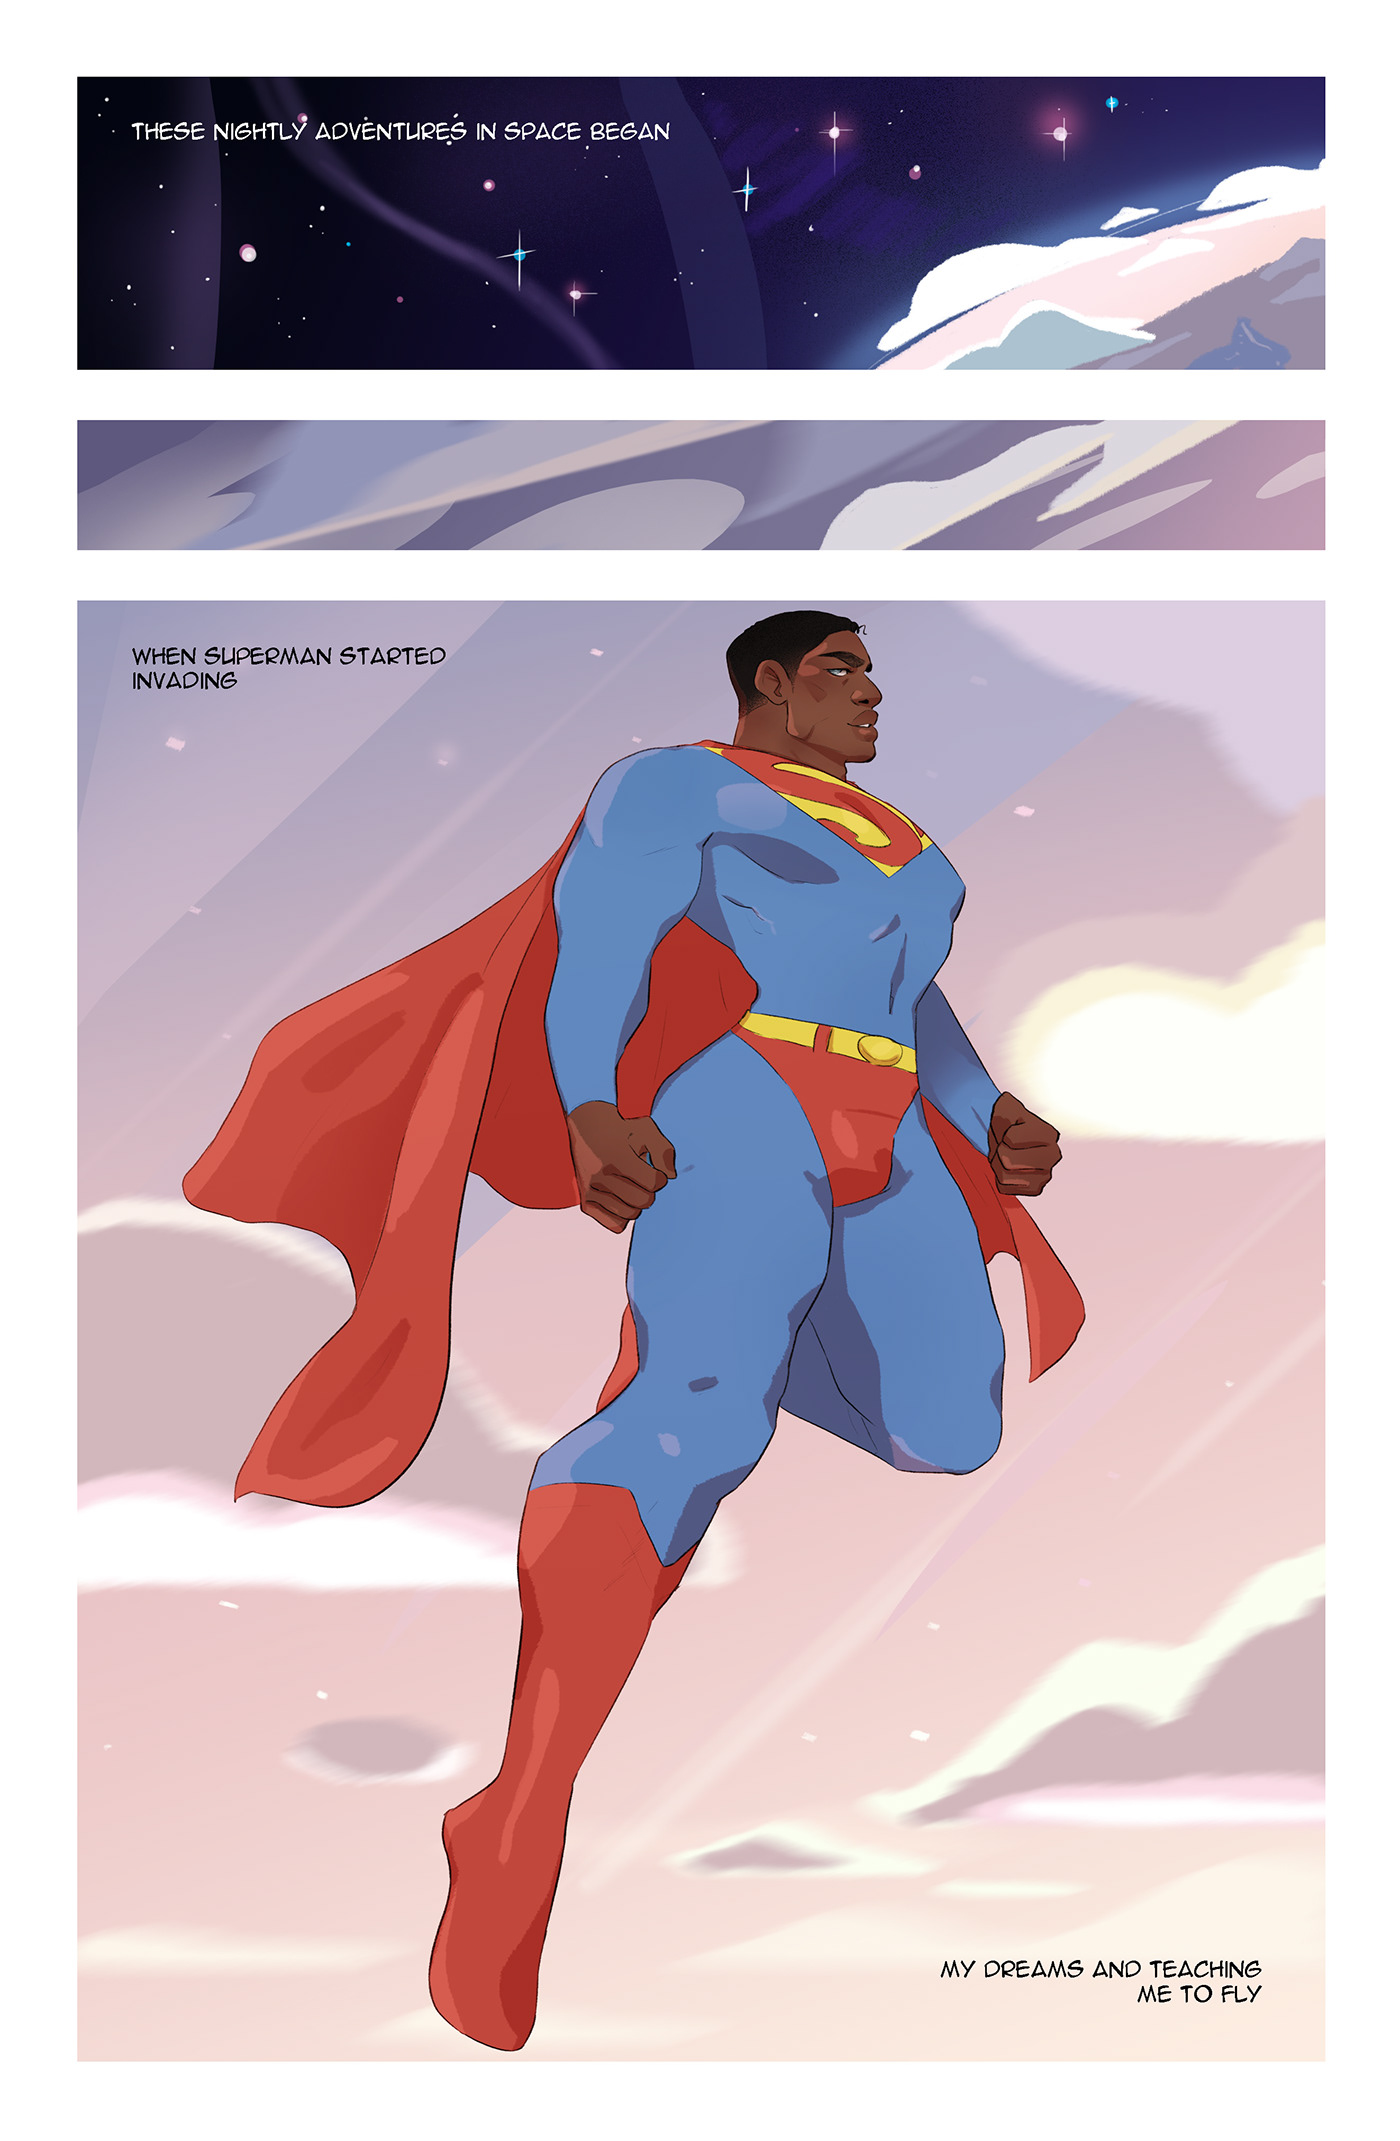 THESE NIGHTLY ADVENTURES IN SPACE BEGAN
WHEN SUPERMAN STARTED
INVADING
MY DREAMS AND TEACHING
ME TO FLY